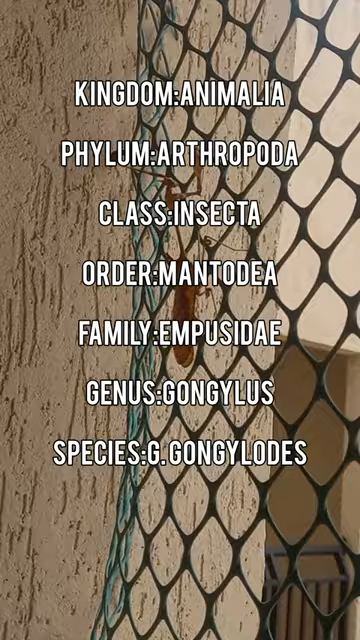 KINGDOM:ANIMALIA
PHYLUM:ARTHROPODA
CLASS:INSECTA
ORDER:MANTODEA
FAMILY:EMPUSIDAE
GENUS:GONGYLUS
SPECIES:G. GONGYLODES